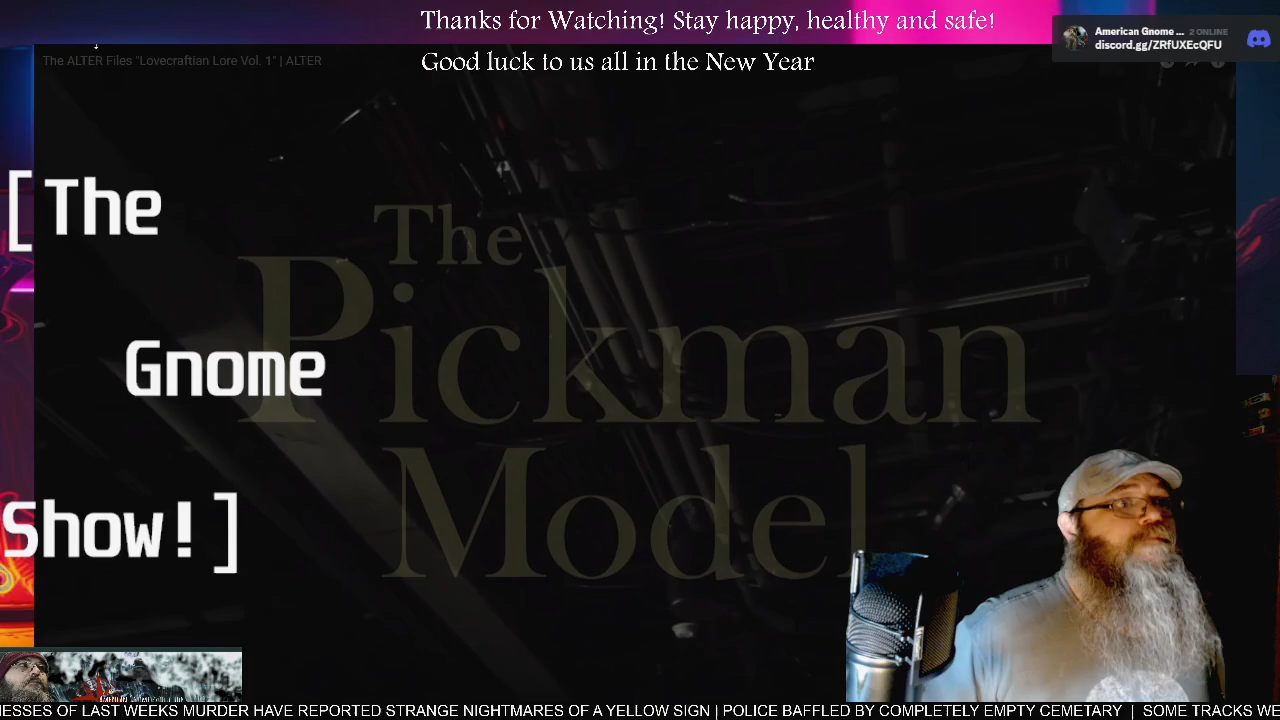 Thanks for Watching! Stay happy, healthy and safe!
American Gnome ... 2 ONLINE
discord.gg/ZRfUXEcQFU
Good luck to us all in the New Year
The ALTER Files "Lovecraftian Lore Vol. 1" | ALTER
[The
Gnome
Show!]
The
Pickman
Model
NESSES OF LAST WEEKS MURDER HAVE REPORTED STRANGE NIGHTMARES OF A YELLOW SIGN | POLICE BAFFLED BY COMPLETELY EMPTY CEMETARY | SOME TRACKS WE